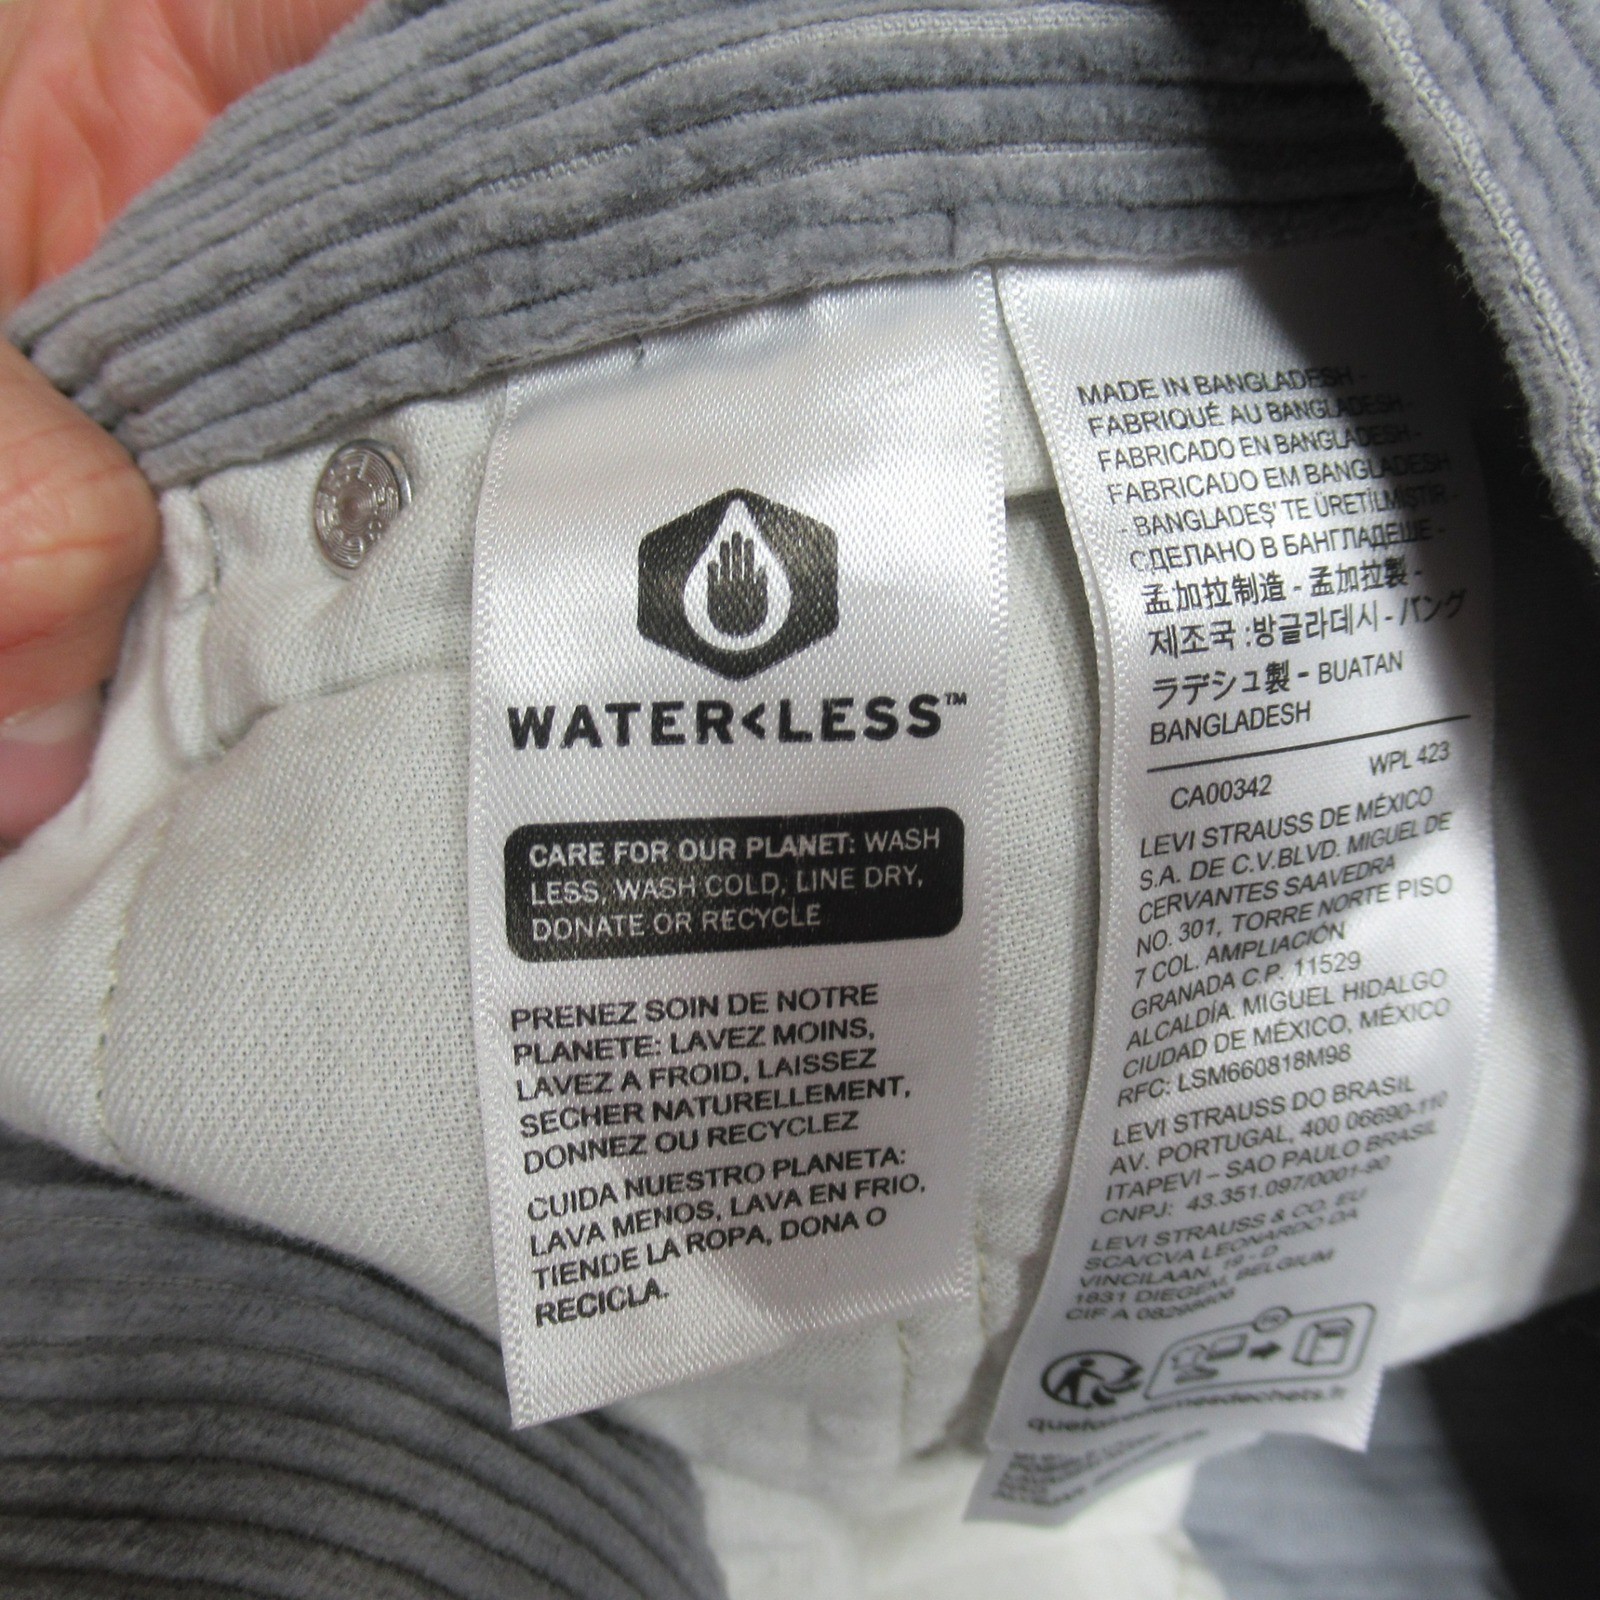 WATER<LESS™
CARE FOR OUR PLANET: WASH
LESS, WASH COLD, LINE DRY,
DONATE OR RECYCLE
PRENEZ SOIN DE NOTRE
PLANETE: LAVEZ MOINS,
LAVEZ A FROID, LAISSEZ
SECHER NATURELLEMENT,
DONNEZ OU RECYCLEZ
CUIDA NUESTRO PLANETA:
LAVA MENOS, LAVA EN FRIO,
TIENDE LA ROPA, DONA O
RECICLA.
MADE IN BANGLADESH -
FABRIQUÉ AU BANGLADESH -
FABRICADO EN BANGLADESH -
FABRICADO EM BANGLADESH
- BANGLADEŞ' TE ÜRETİLMİŞTİR -
СДЕЛАНО В БАНГЛАДЕШЕ -
孟加拉制造 - 孟加拉製 -
제조국 :방글라데시 - バング
ラデシュ製 - BUATAN
BANGLADESH
CA00342 WPL 423
LEVI STRAUSS DE MÉXICO
S.A. DE C.V.BLVD. MIGUEL DE
CERVANTES SAAVEDRA
NO. 301, TORRE NORTE PISO
7 COL. AMPLIACIÓN
GRANADA C.P. 11529
ALCALDÍA. MIGUEL HIDALGO
CIUDAD DE MÉXICO, MÉXICO
RFC: LSM660818M98
LEVI STRAUSS DO BRASIL
AV. PORTUGAL, 400 06690-110
ITAPEVI – SAO PAULO BRASIL
CNPJ: 43.351.097/0001-90
LEVI STRAUSS & CO. EU
SCA/CVA LEONARDO DA
VINCILAAN, 19 - D
1831 DIEGEM, BELGIUM
CIF A 08298606
FR
quefairedemesdechets.fr